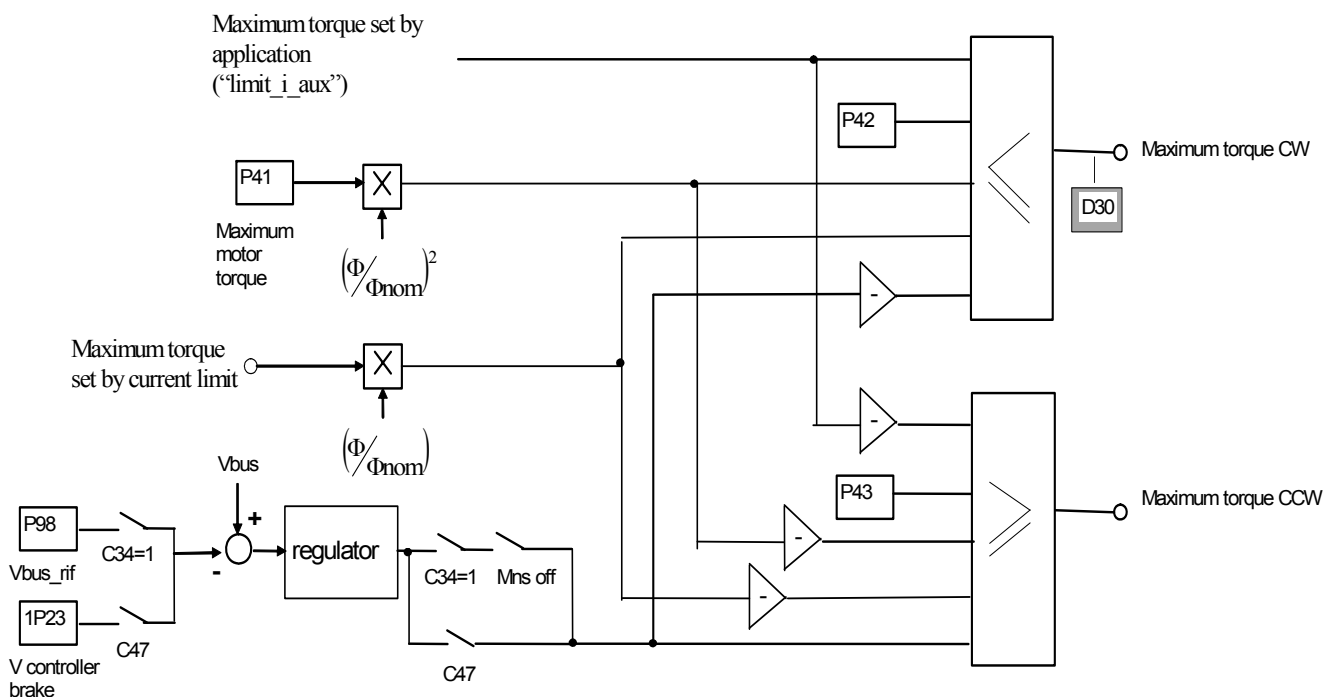 Maximum torque set by
application
(“limit_i_aux”)
P42
Maximum torque CW
D30
P41
X
Maximum
motor
torque
(Φ/Φnom)²
-
Maximum torque
set by current limit
X
(Φ/Φnom)
-
Vbus
P43
Maximum torque CCW
+
P98
C34=1
-
regulator
C34=1
Mns off
-
Vbus_rif
-
1P23
C47
C47
V controller
brake